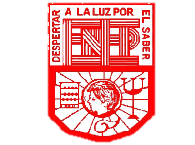 DESPERTAR
A LA LUZ POR
EL SABER
ENP